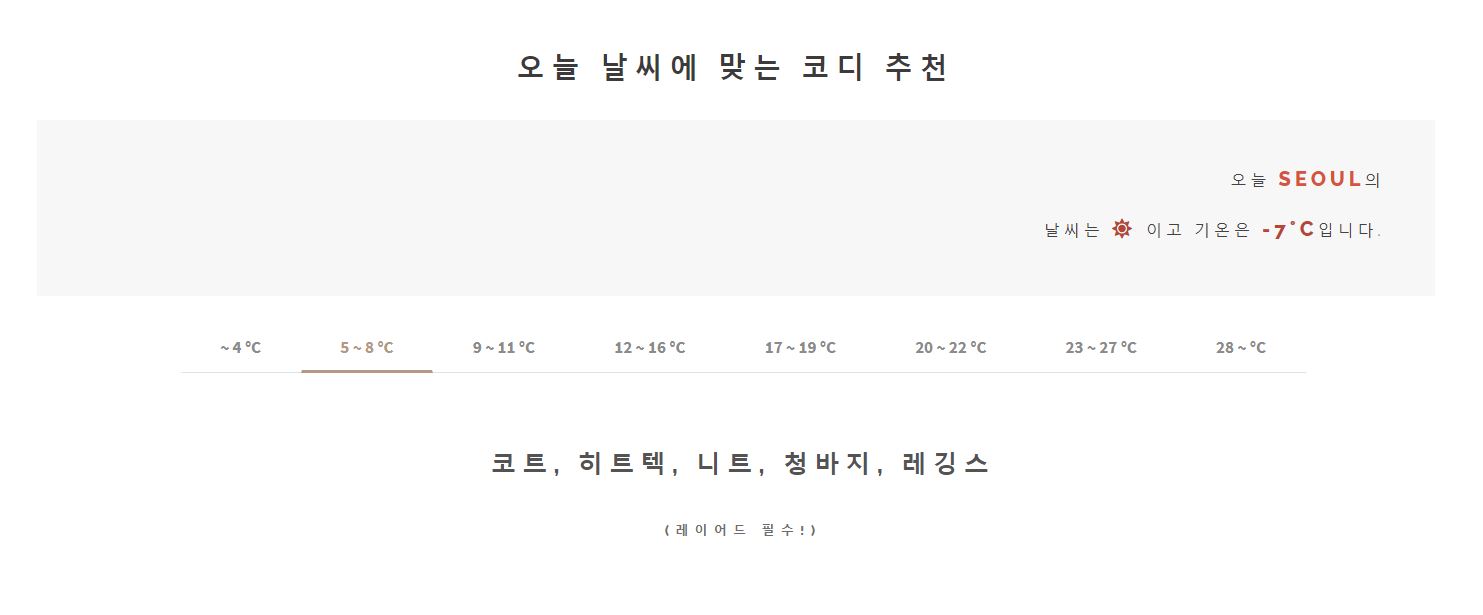 오늘 날씨에 맞는 코디 추천
오늘 SEOUL의
날씨는 이고 기온은 -7°C입니다.
~ 4 °C 5 ~ 8 °C 9 ~ 11 °C 12 ~ 16 °C 17 ~ 19 °C 20 ~ 22 °C 23 ~ 27 °C 28 ~ °C
코트, 히트텍, 니트, 청바지, 레깅스
(레이어드 필수!)